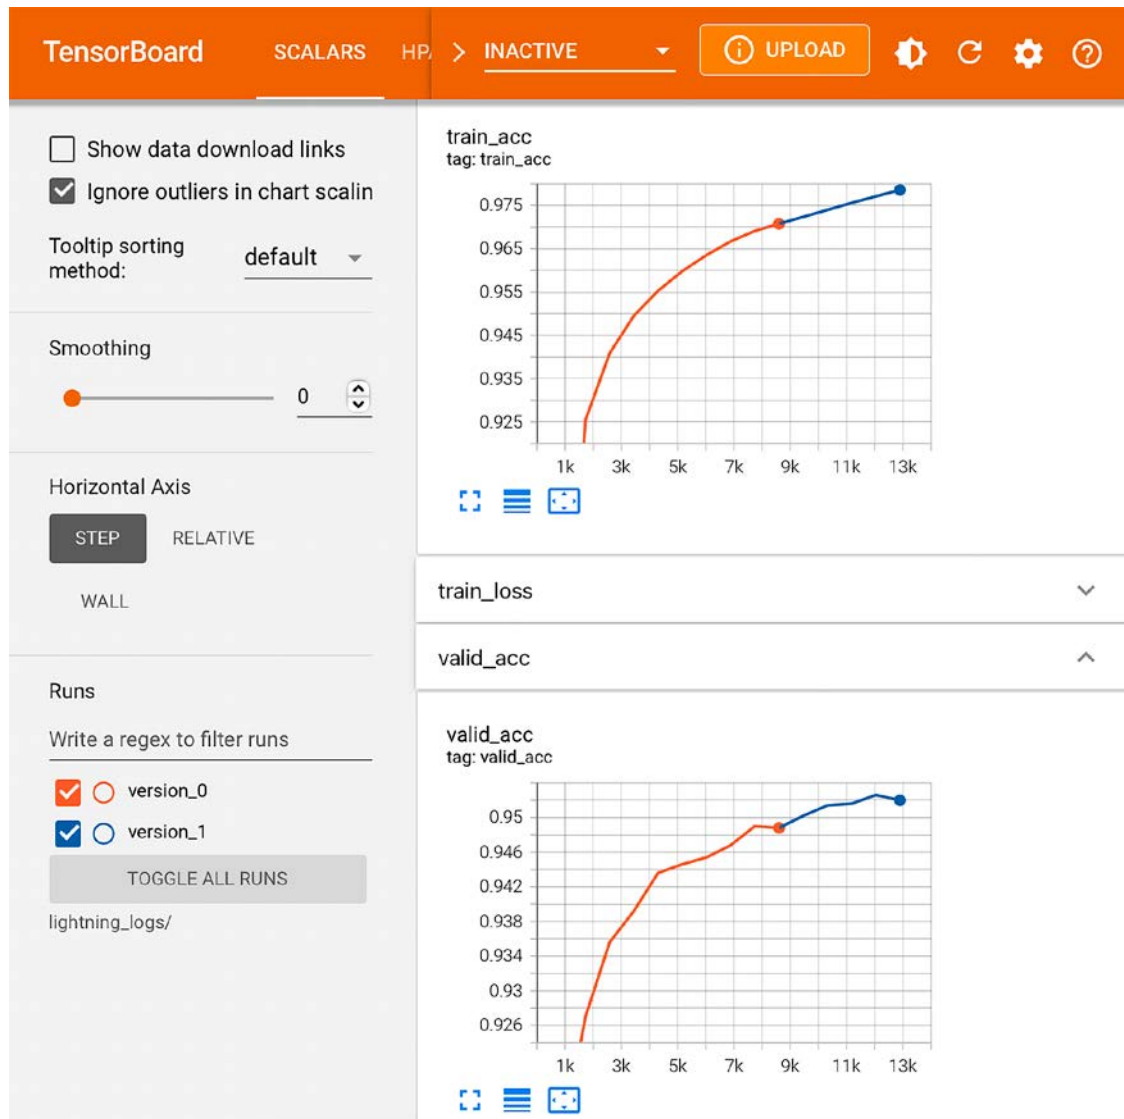 TensorBoard
SCALARS
HPA
INACTIVE
UPLOAD
Show data download links
Ignore outliers in chart scalin
Tooltip sorting
method:
default
Smoothing
0
Horizontal Axis
STEP
RELATIVE
WALL
Runs
Write a regex to filter runs
version_0
version_1
TOGGLE ALL RUNS
lightning_logs/
train_acc
tag: train_acc
0.975
0.965
0.955
0.945
0.935
0.925
1k 3k 5k 7k 9k 11k 13k
train_loss
valid_acc
valid_acc
tag: valid_acc
0.95
0.946
0.942
0.938
0.934
0.93
0.926
1k 3k 5k 7k 9k 11k 13k